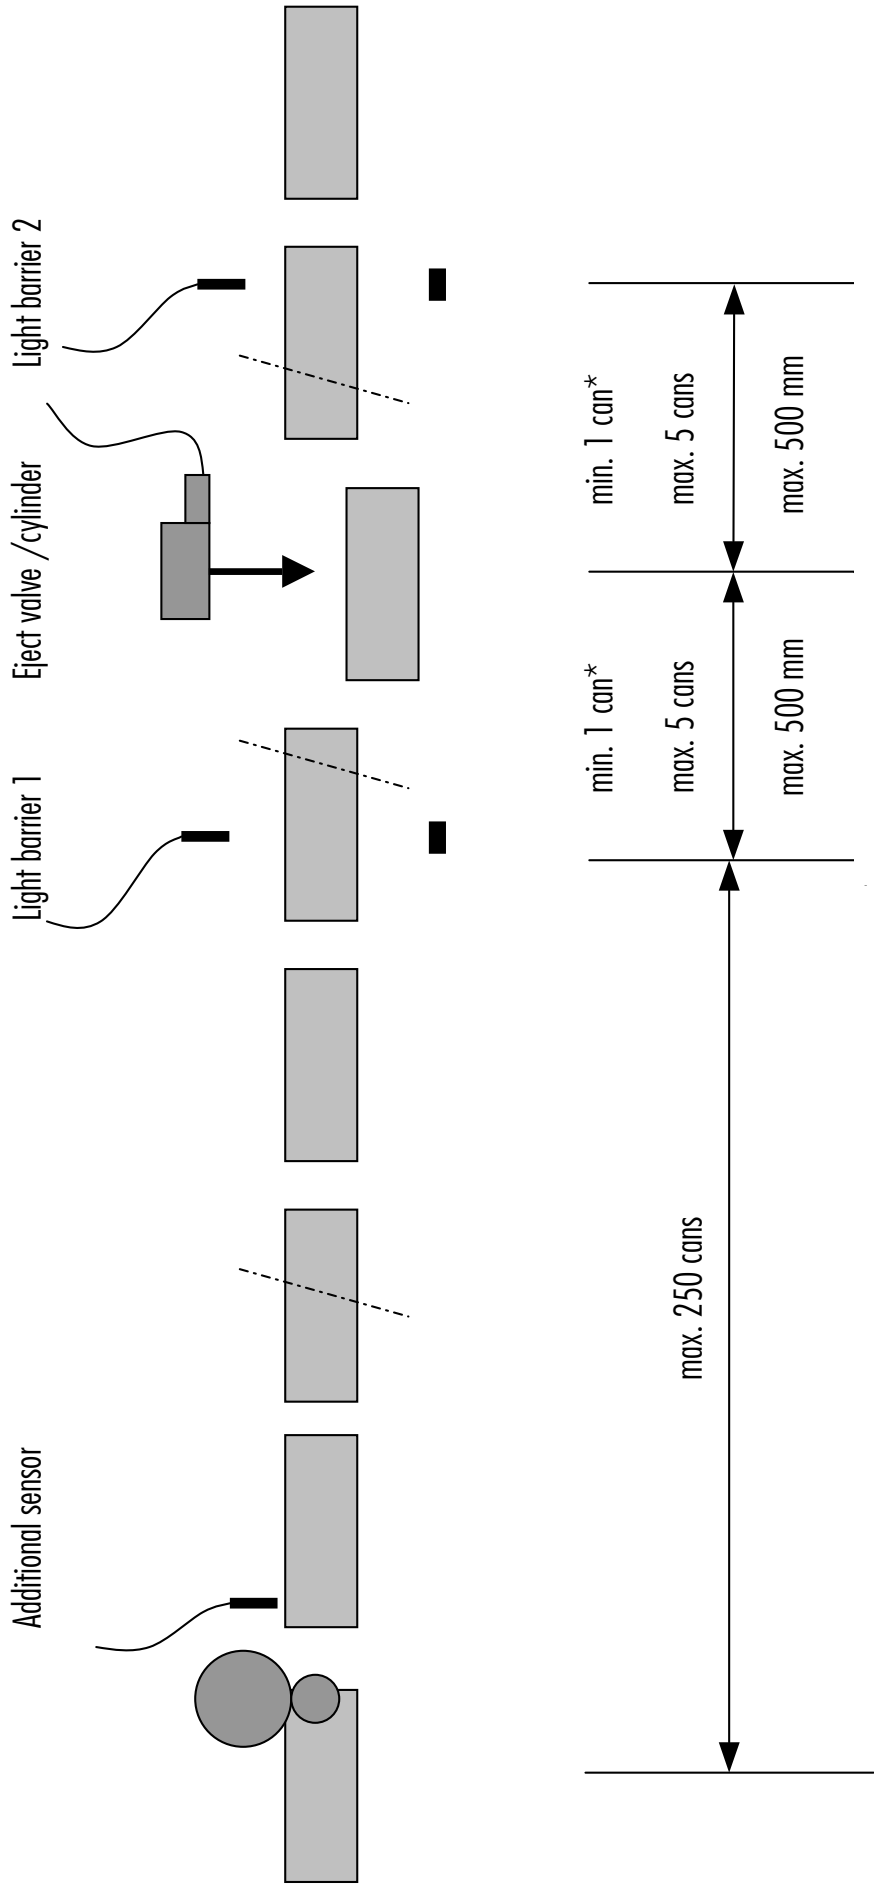 Additional sensor
Light barrier 1
Eject valve /cylinder
Light barrier 2
max. 250 cans
min. 1 can*
max. 5 cans
max. 500 mm
min. 1 can*
max. 5 cans
max. 500 mm